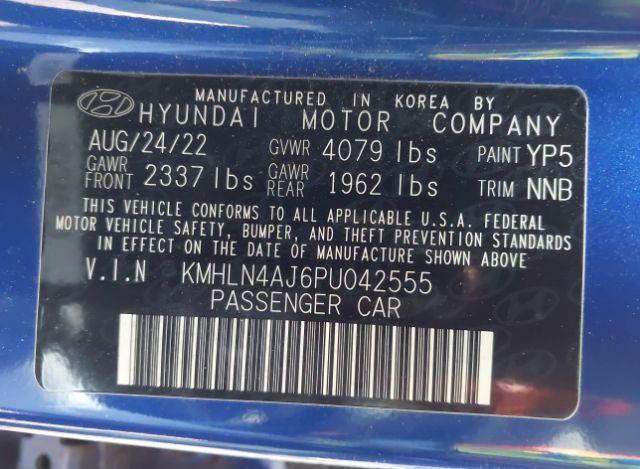 MANUFACTURED IN KOREA BY
HYUNDAI MOTOR COMPANY
AUG/24/22 GVWR 4079 lbs PAINT YP5
GAWR FRONT 2337 lbs GAWR REAR 1962 lbs TRIM NNB
THIS VEHICLE CONFORMS TO ALL APPLICABLE U.S.A. FEDERAL
MOTOR VEHICLE SAFETY, BUMPER, AND THEFT PREVENTION STANDARDS
IN EFFECT ON THE DATE OF MANUFACTURE SHOWN ABOVE
V.I.N KMHLN4AJ6PU042555
PASSENGER CAR